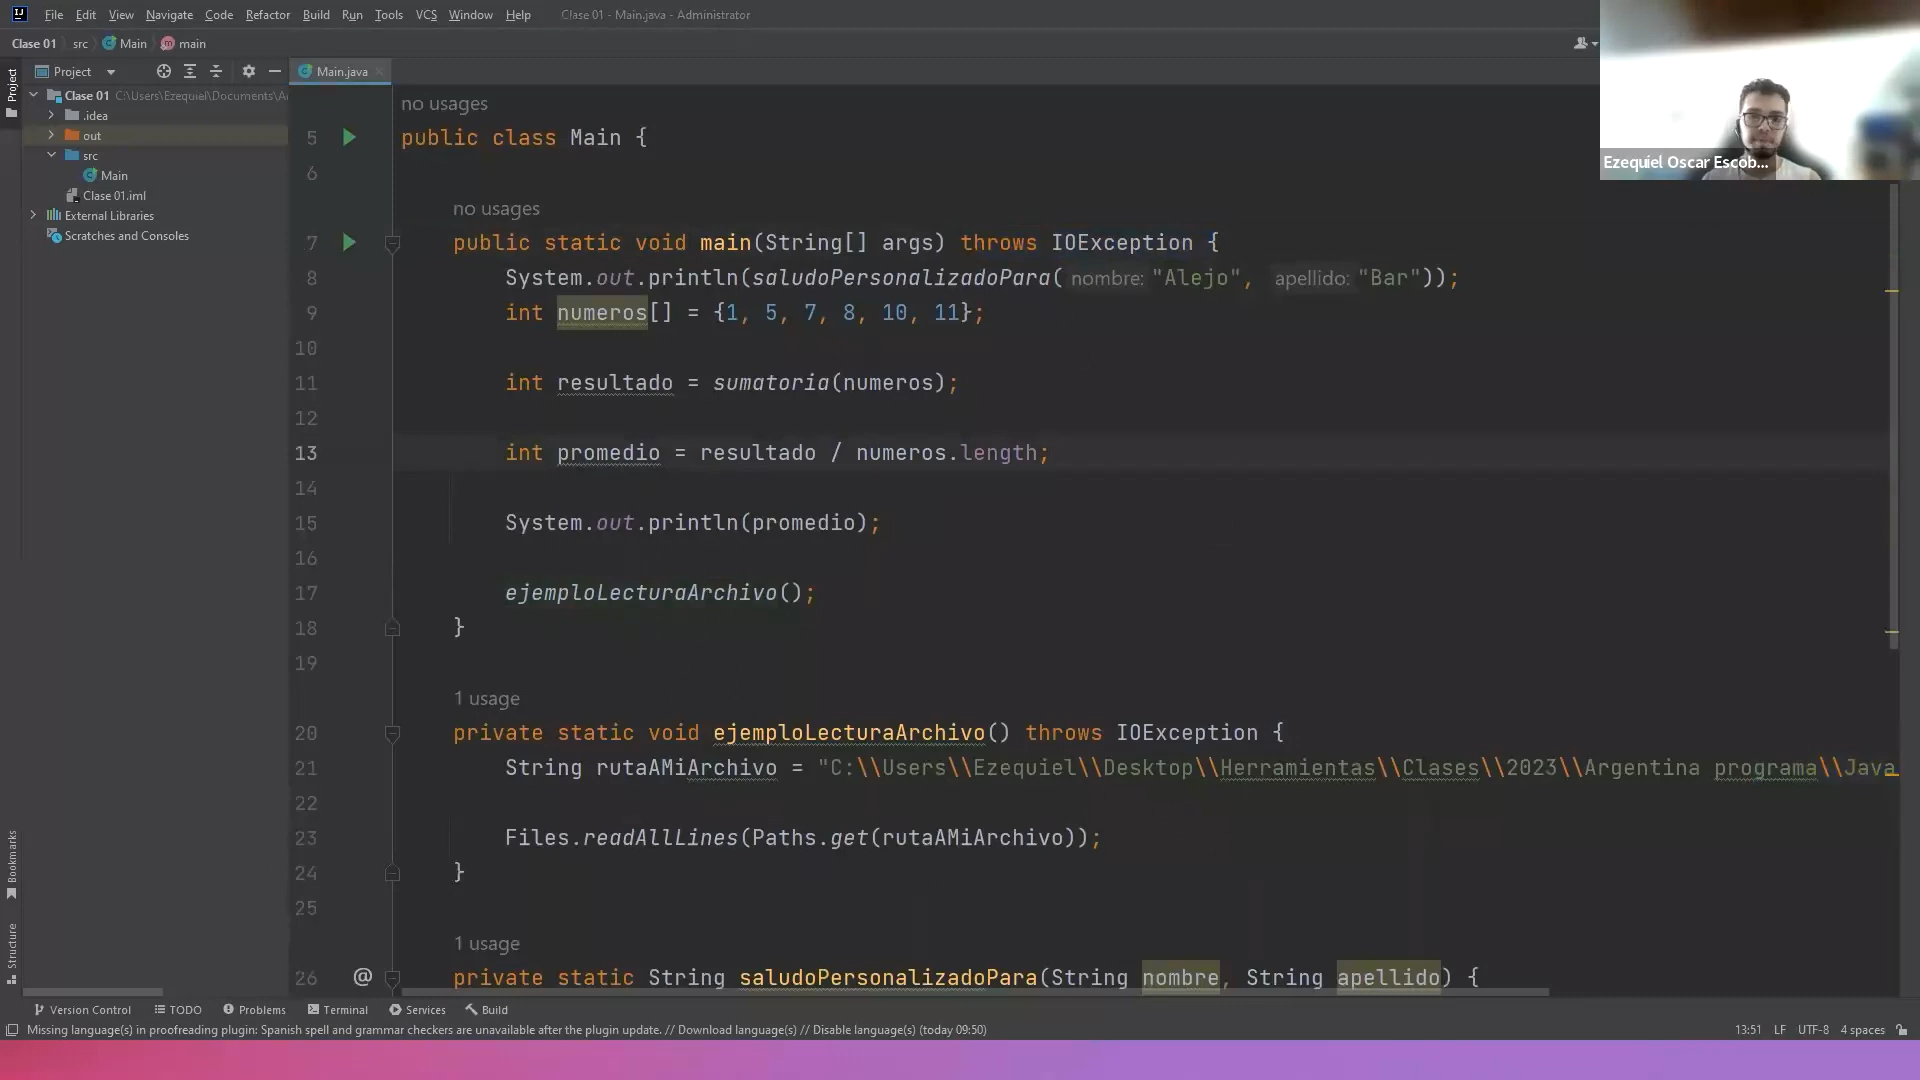 File Edit View Navigate Code Refactor Build Run Tools VCS Window Help Clase 01 - Main.java - Administrator
Clase 01 src Main main
Project
Main.java
Ezequiel Oscar Escob...
Project
Clase 01 C:\Users\Ezequiel\Documents\A
.idea
out
src
Main
Clase 01.iml
External Libraries
Scratches and Consoles
no usages
5 public class Main {
6
no usages
7 public static void main(String[] args) throws IOException {
8 System.out.println(saludoPersonalizadoPara( nombre: "Alejo", apellido: "Bar"));
9 int numeros[] = {1, 5, 7, 8, 10, 11};
10
11 int resultado = sumatoria(numeros);
12
13 int promedio = resultado / numeros.length;
14
15 System.out.println(promedio);
16
17 ejemploLecturaArchivo();
18 }
19
1 usage
20 private static void ejemploLecturaArchivo() throws IOException {
21 String rutaAMiArchivo = "C:\\Users\\Ezequiel\\Desktop\\Herramientas\\Clases\\2023\\Argentina programa\\Java
22
23 Files.readAllLines(Paths.get(rutaAMiArchivo));
24 }
25
1 usage
26 @ private static String saludoPersonalizadoPara(String nombre, String apellido) {
Bookmarks
Structure
Version Control TODO Problems Terminal Services Build
Missing language(s) in proofreading plugin: Spanish spell and grammar checkers are unavailable after the plugin update. // Download language(s) // Disable language(s) (today 09:50)
13:51 LF UTF-8 4 spaces